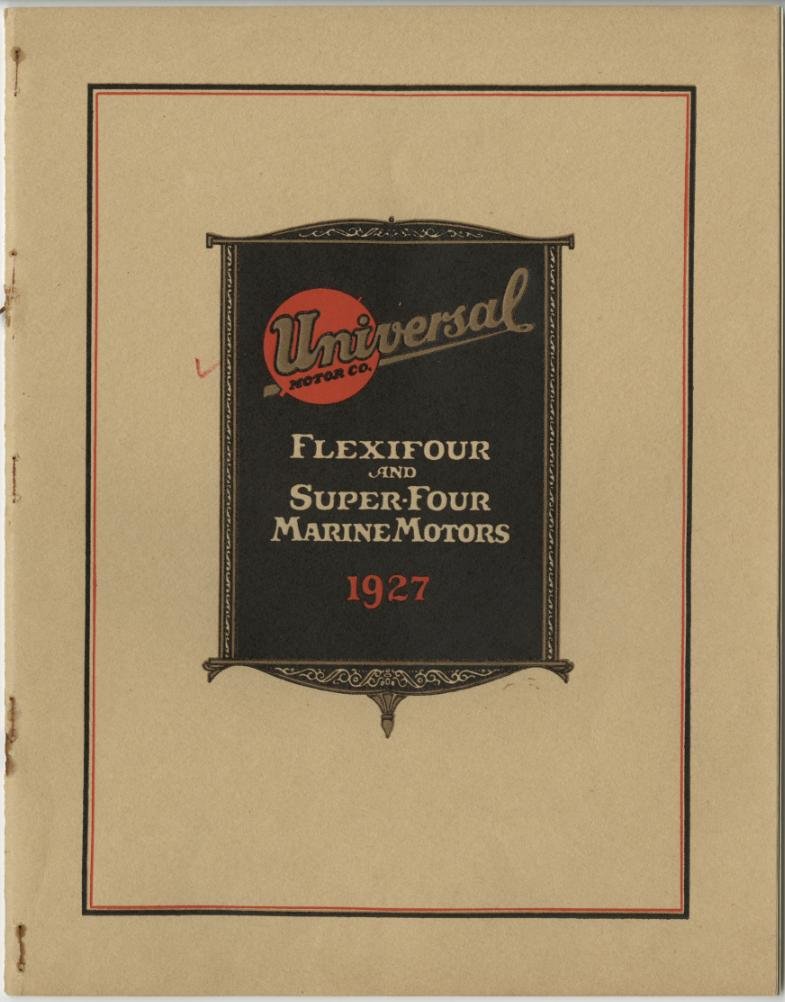 Universal
MOTOR CO.
FLEXIFOUR
AND
SUPER·FOUR
MARINE MOTORS
1927